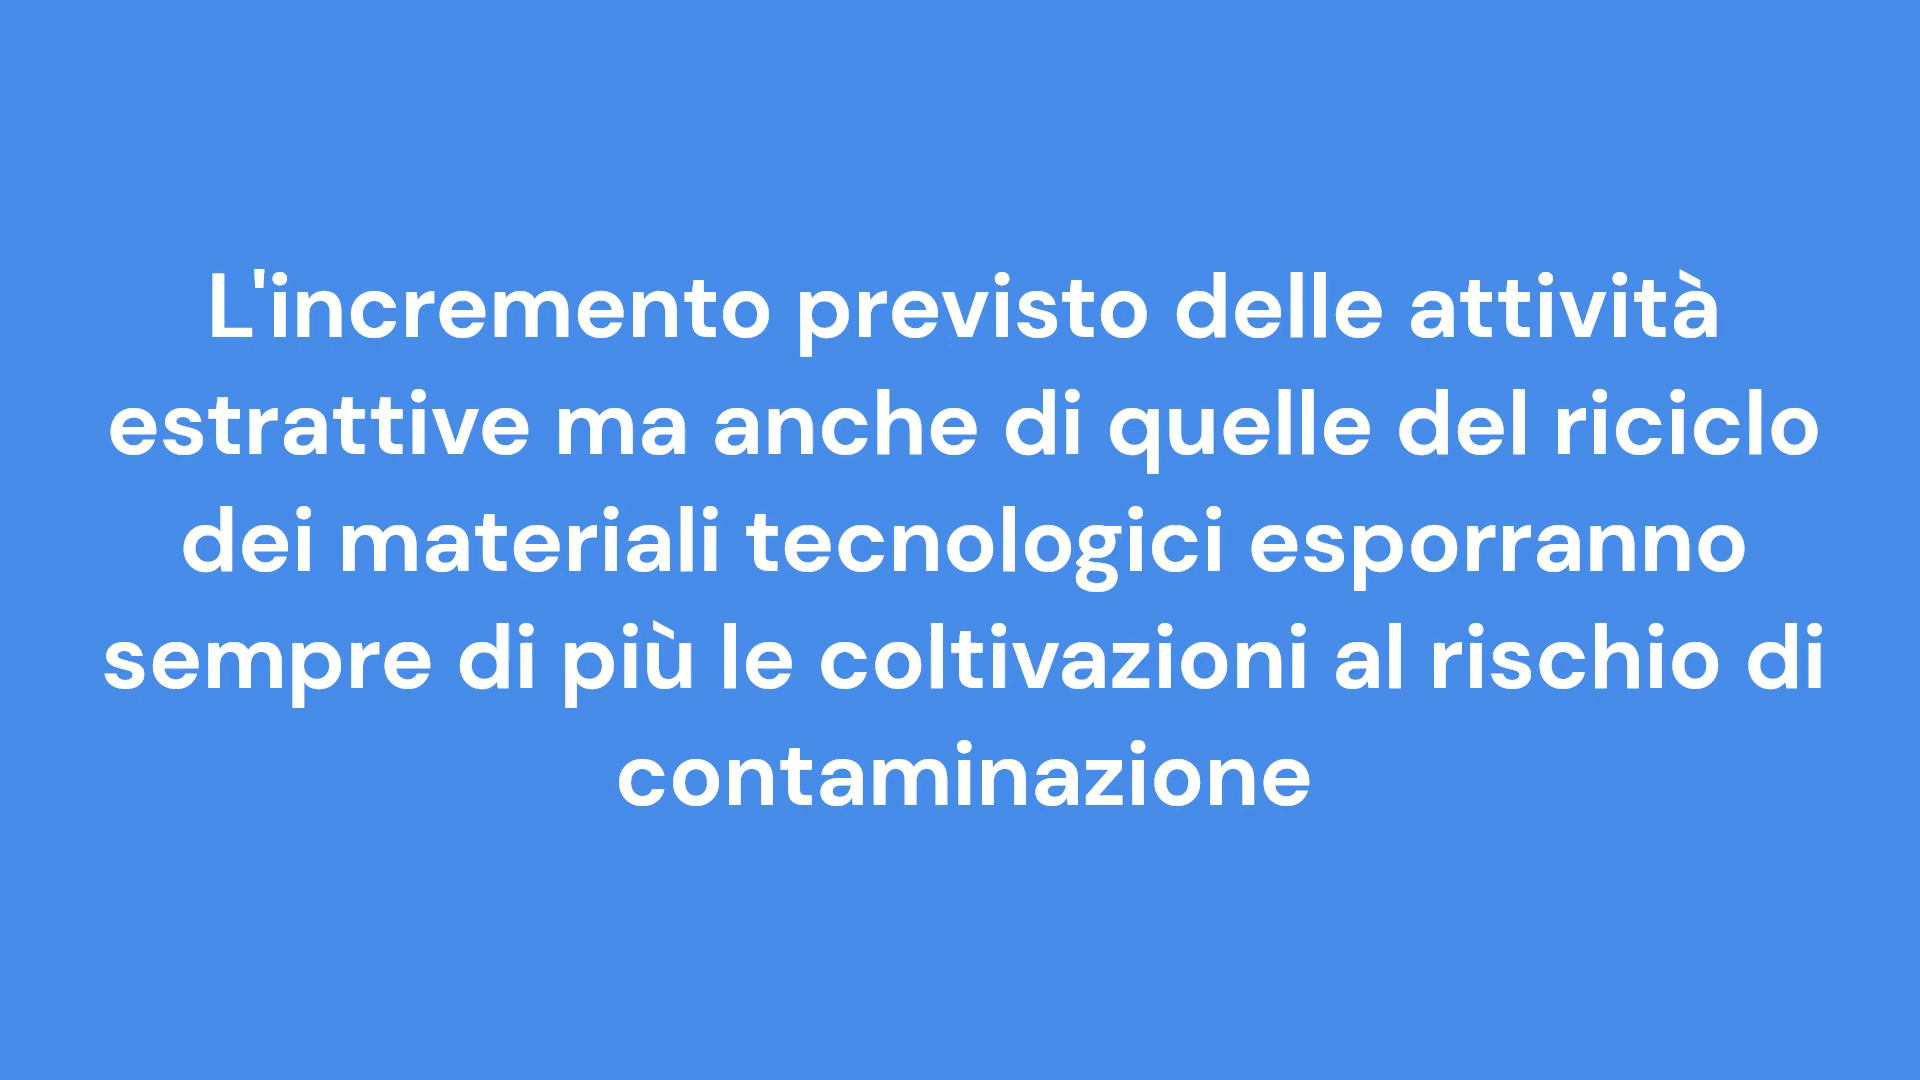 L'incremento previsto delle attività
estrattive ma anche di quelle del riciclo
dei materiali tecnologici esporranno
sempre di più le coltivazioni al rischio di
contaminazione